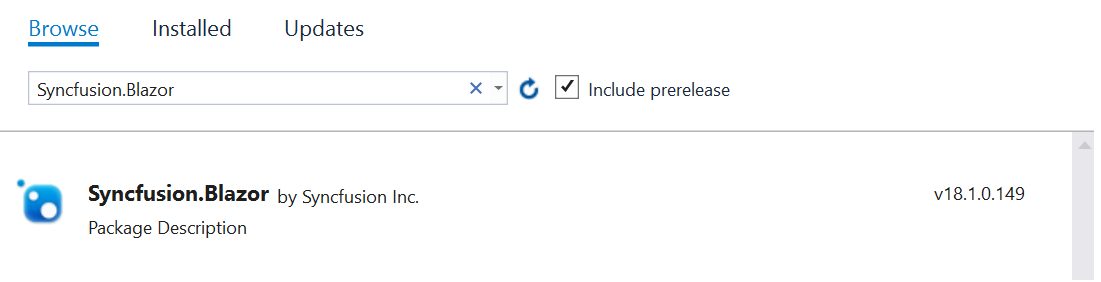 Browse Installed Updates
Syncfusion.Blazor Include prerelease
Syncfusion.Blazor by Syncfusion Inc. v18.1.0.149
Package Description